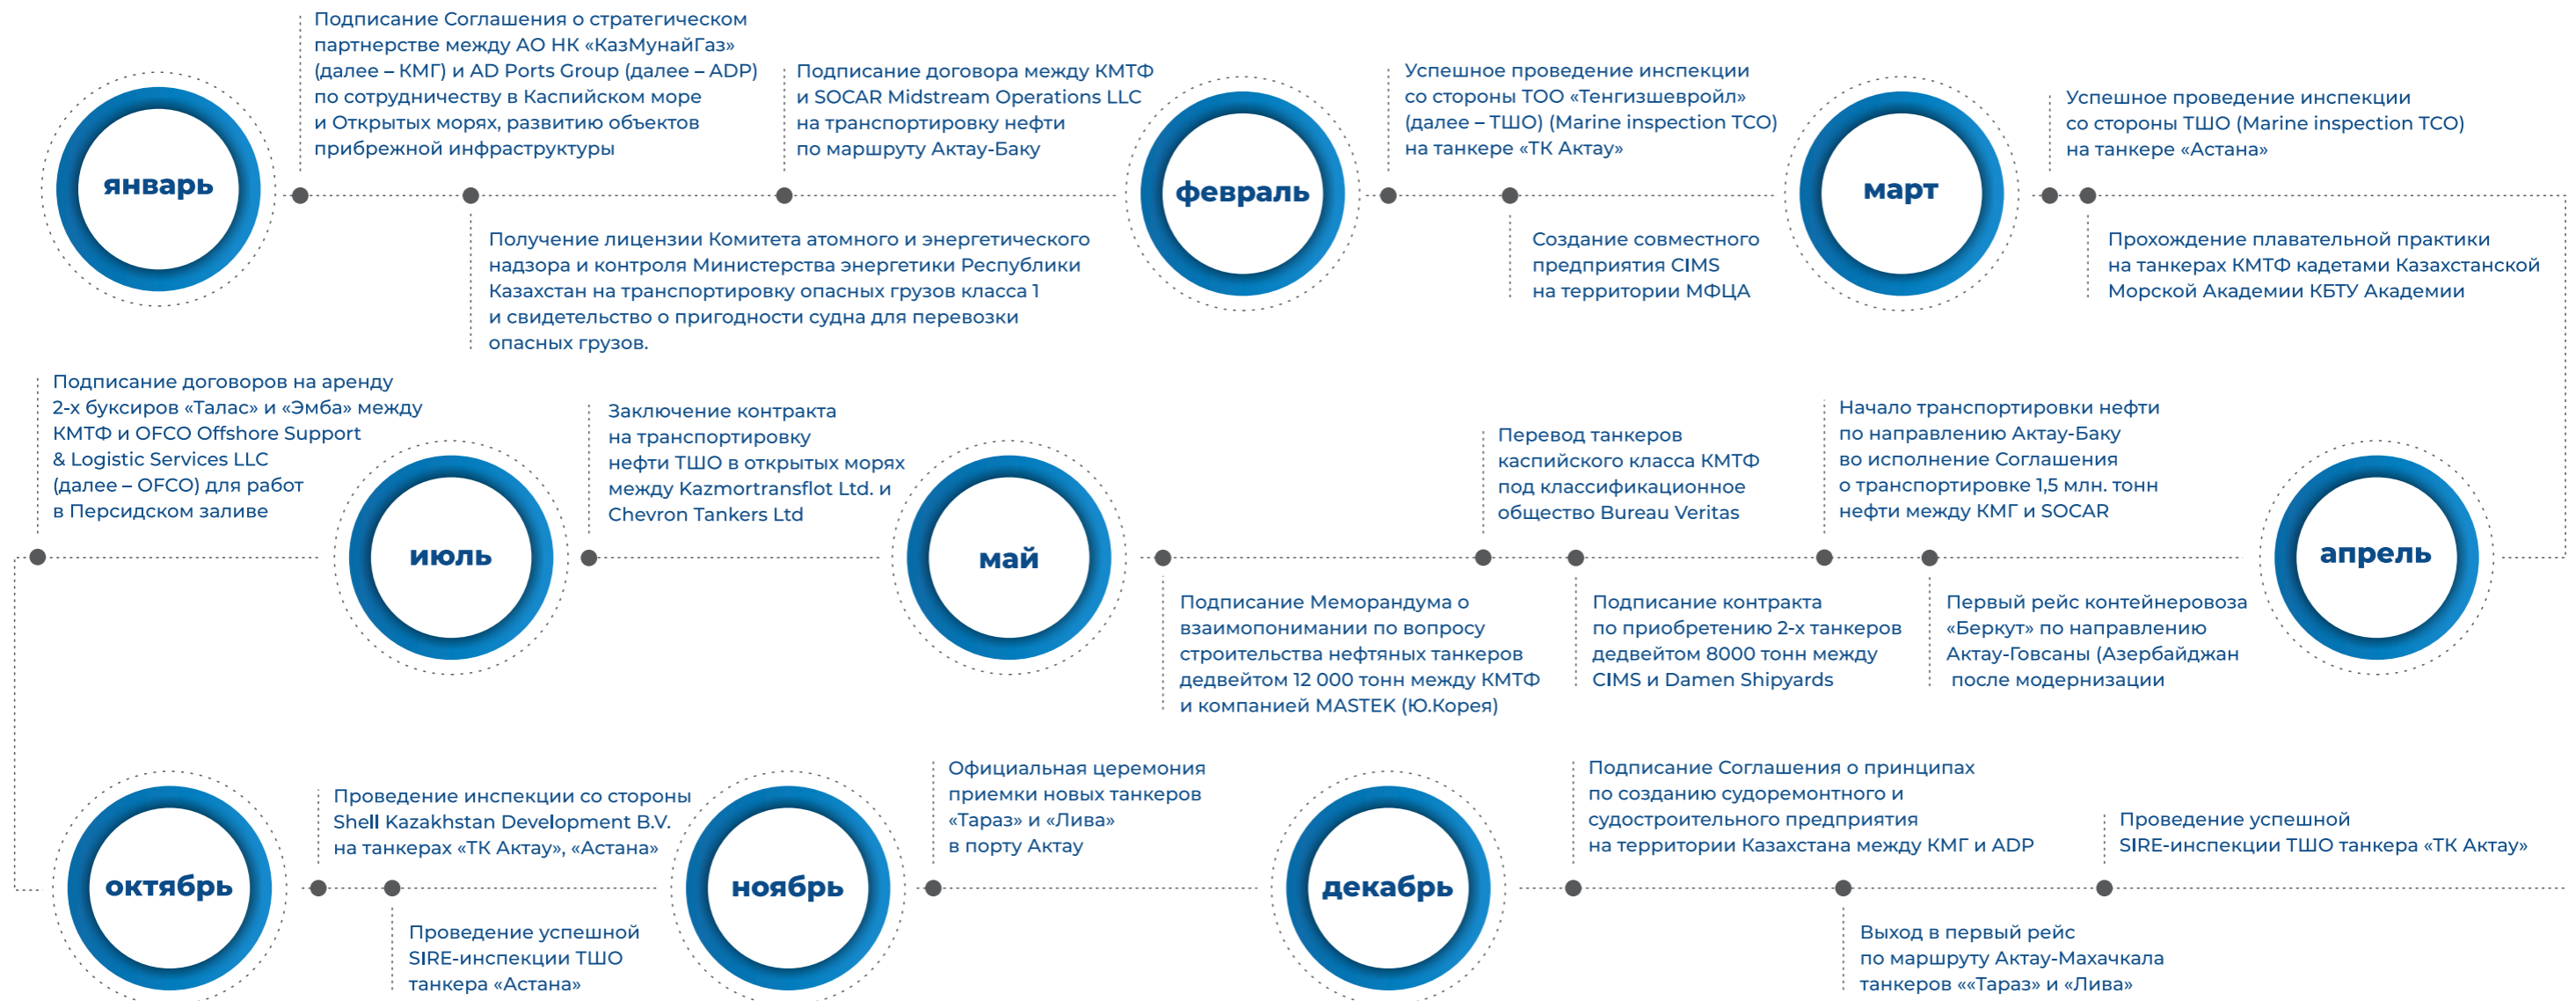 январь
Подписание Соглашения о стратегическом
партнерстве между АО НК «КазМунайГаз»
(далее – КМГ) и AD Ports Group (далее – ADP)
по сотрудничеству в Каспийском море
и Открытых морях, развитию объектов
прибрежной инфраструктуры
Получение лицензии Комитета атомного и энергетического
надзора и контроля Министерства энергетики Республики
Казахстан на транспортировку опасных грузов класса 1
и свидетельство о пригодности судна для перевозки
опасных грузов.
Подписание договора между КМТФ
и SOCAR Midstream Operations LLC
на транспортировку нефти
по маршруту Актау-Баку
февраль
Успешное проведение инспекции
со стороны ТОО «Тенгизшевройл»
(далее – ТШО) (Marine inspection TCO)
на танкере «ТК Актау»
Создание совместного
предприятия CIMS
на территории МФЦА
март
Успешное проведение инспекции
со стороны ТШО (Marine inspection TCO)
на танкере «Астана»
Прохождение плавательной практики
на танкерах КМТФ кадетами Казахстанской
Морской Академии КБТУ Академии
апрель
Первый рейс контейнеровоза
«Беркут» по направлению
Актау-Говсаны (Азербайджан
после модернизации
Начало транспортировки нефти
по направлению Актау-Баку
во исполнение Соглашения
о транспортировке 1,5 млн. тонн
нефти между КМГ и SOCAR
Подписание контракта
по приобретению 2-х танкеров
дедвейтом 8000 тонн между
CIMS и Damen Shipyards
Перевод танкеров
каспийского класса КМТФ
под классификационное
общество Bureau Veritas
Подписание Меморандума о
взаимопонимании по вопросу
строительства нефтяных танкеров
дедвейтом 12 000 тонн между КМТФ
и компанией MASTEK (Ю.Корея)
май
Заключение контракта
на транспортировку
нефти ТШО в открытых морях
между Kazmortransflot Ltd. и
Chevron Tankers Ltd
июль
Подписание договоров на аренду
2-х буксиров «Талас» и «Эмба» между
КМТФ и OFCO Offshore Support
& Logistic Services LLC
(далее – OFCO) для работ
в Персидском заливе
октябрь
Проведение инспекции со стороны
Shell Kazakhstan Development B.V.
на танкерах «ТК Актау», «Астана»
Проведение успешной
SIRE-инспекции ТШО
танкера «Астана»
ноябрь
Официальная церемония
приемки новых танкеров
«Тараз» и «Лива»
в порту Актау
декабрь
Подписание Соглашения о принципах
по созданию судоремонтного и
судостроительного предприятия
на территории Казахстана между КМГ и ADP
Выход в первый рейс
по маршруту Актау-Махачкала
танкеров ««Тараз» и «Лива»
Проведение успешной
SIRE-инспекции ТШО танкера «ТК Актау»